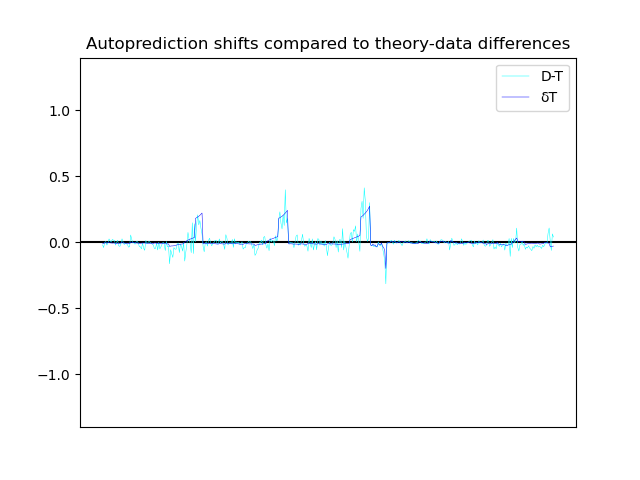 Autoprediction shifts compared to theory-data differences
D-T
δT
1.0
0.5
0.0
−0.5
−1.0